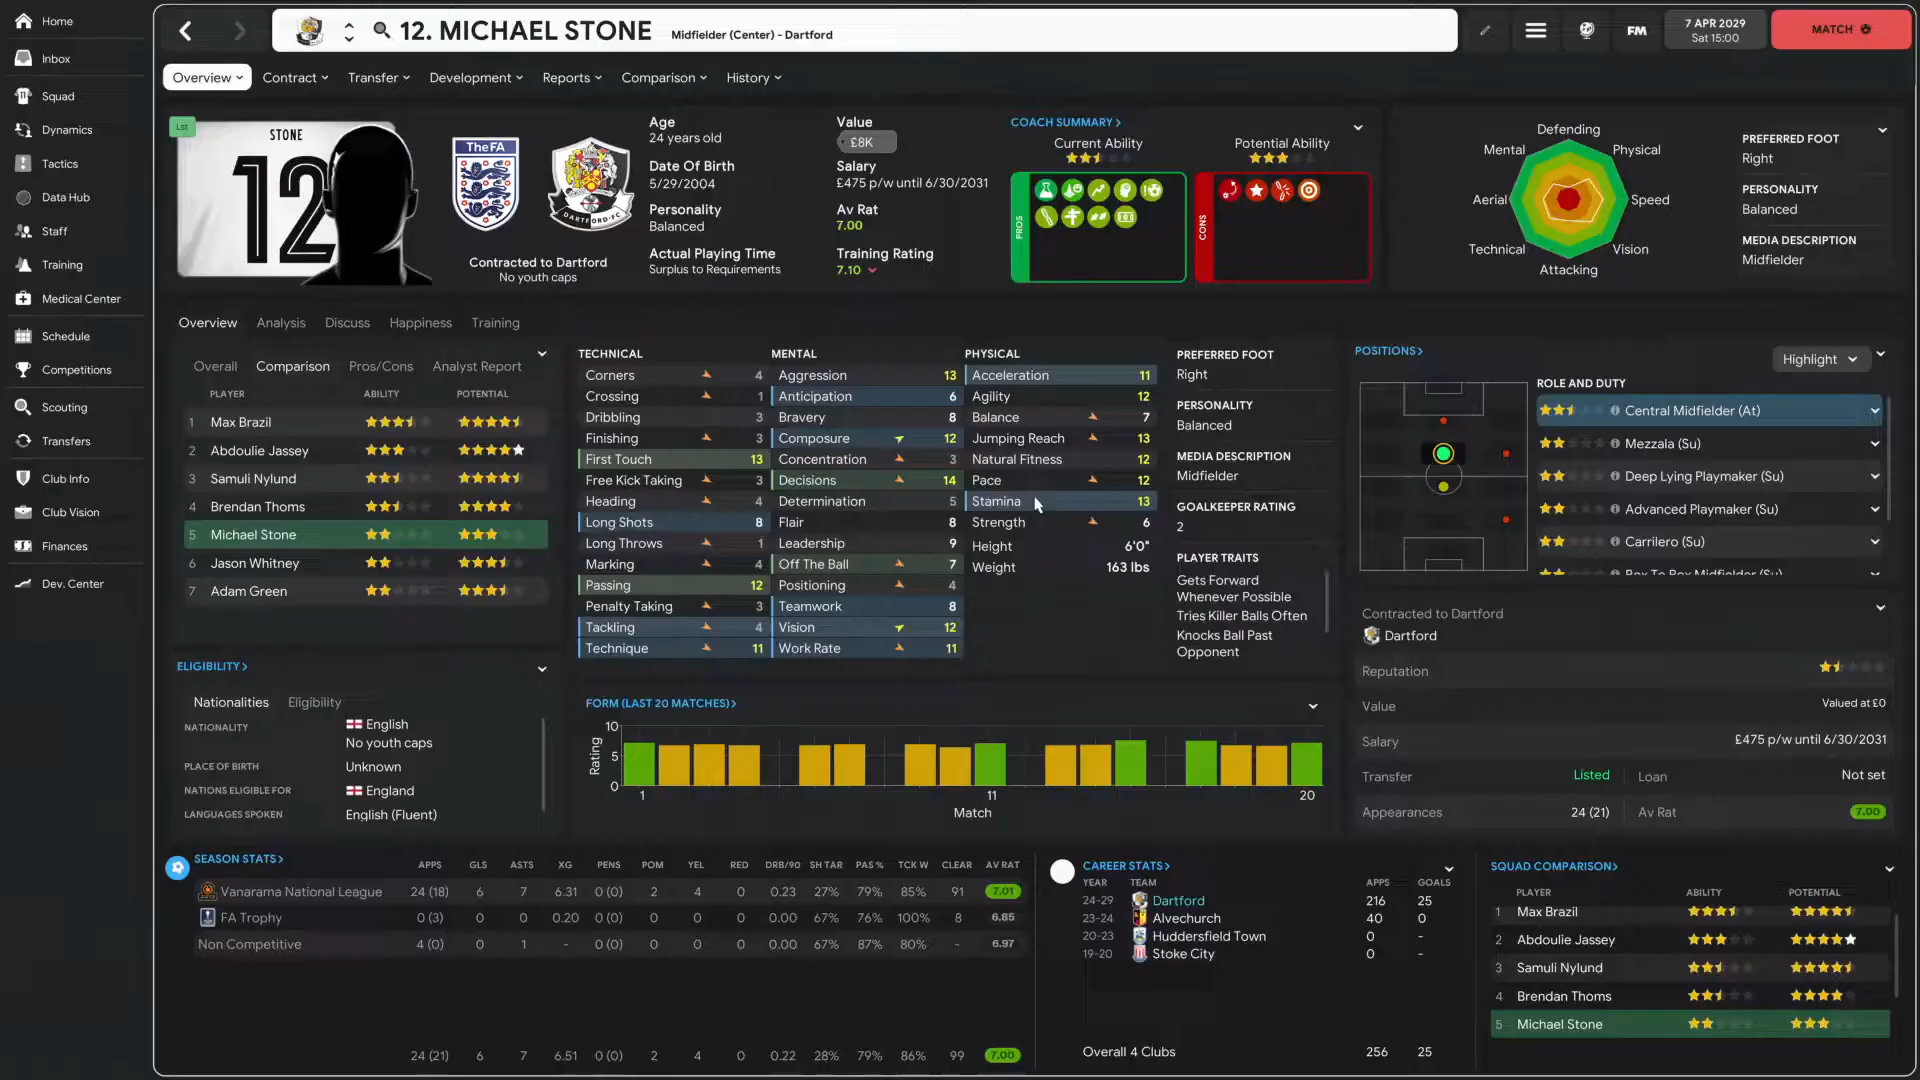 Home
Inbox
Squad
Dynamics
Tactics
Data Hub
Staff
Training
Medical Center
Schedule
Competitions
Scouting
Transfers
Club Info
Club Vision
Finances
Dev. Center
12. MICHAEL STONE Midfielder (Center) - Dartford
FM
7 APR 2029
Sat 15:00
MATCH
Overview Contract Transfer Development Reports Comparison History
Lst
STONE
12
The FA
DARTFORD FC
Contracted to Dartford
No youth caps
Age
24 years old
Date Of Birth
5/29/2004
Personality
Balanced
Actual Playing Time
Surplus to Requirements
Value
£8K
Salary
£475 p/w until 6/30/2031
Av Rat
7.00
Training Rating
7.10
COACH SUMMARY >
Current Ability Potential Ability
PROS
CONS
Defending
Mental Physical
Aerial Speed
Technical Vision
Attacking
PREFERRED FOOT
Right
PERSONALITY
Balanced
MEDIA DESCRIPTION
Midfielder
Overview Analysis Discuss Happiness Training
Overall Comparison Pros/Cons Analyst Report
PLAYER ABILITY POTENTIAL
1 Max Brazil
2 Abdoulie Jassey
3 Samuli Nylund
4 Brendan Thoms
5 Michael Stone
6 Jason Whitney
7 Adam Green
ELIGIBILITY >
Nationalities Eligibility
NATIONALITY English
No youth caps
PLACE OF BIRTH Unknown
NATIONS ELIGIBLE FOR England
LANGUAGES SPOKEN English (Fluent)
TECHNICAL
Corners 4
Crossing 1
Dribbling 3
Finishing 3
First Touch 13
Free Kick Taking 3
Heading 4
Long Shots 8
Long Throws 1
Marking 4
Passing 12
Penalty Taking 3
Tackling 4
Technique 11
MENTAL
Aggression 13
Anticipation 6
Bravery 8
Composure 12
Concentration 3
Decisions 14
Determination 5
Flair 8
Leadership 9
Off The Ball 7
Positioning 4
Teamwork 8
Vision 12
Work Rate 11
PHYSICAL
Acceleration 11
Agility 12
Balance 7
Jumping Reach 13
Natural Fitness 12
Pace 12
Stamina 13
Strength 6
Height 6'0"
Weight 163 lbs
PREFERRED FOOT
Right
PERSONALITY
Balanced
MEDIA DESCRIPTION
Midfielder
GOALKEEPER RATING
2
PLAYER TRAITS
Gets Forward
Whenever Possible
Tries Killer Balls Often
Knocks Ball Past
Opponent
FORM (LAST 20 MATCHES) >
Rating
10
5
0
1 11 20
Match
POSITIONS >
Highlight
ROLE AND DUTY
Central Midfielder (At)
Mezzala (Su)
Deep Lying Playmaker (Su)
Advanced Playmaker (Su)
Carrilero (Su)
Box To Box Midfielder (Su)
Contracted to Dartford
Dartford
Reputation
Value Valued at £0
Salary £475 p/w until 6/30/2031
Transfer Listed Loan Not set
Appearances 24 (21) Av Rat 7.00
SEASON STATS > APPS GLS ASTS XG PENS POM YEL RED DRB/90 SH TAR PAS % TCK W CLEAR AV RAT
Vanarama National League 24 (18) 6 7 6.31 0 (0) 2 4 0 0.23 27% 79% 85% 91 7.01
FA Trophy 0 (3) 0 0 0.20 0 (0) 0 0 0 0.00 67% 76% 100% 8 6.85
Non Competitive 4 (0) 0 1 - 0 (0) 0 0 0 0.00 67% 87% 80% - 6.97
24 (21) 6 7 6.51 0 (0) 2 4 0 0.22 28% 79% 86% 99 7.00
CAREER STATS >
YEAR TEAM APPS GOALS
24-29 Dartford 216 25
23-24 Alvechurch 40 0
20-23 Huddersfield Town 0 -
19-20 Stoke City 0 -
Overall 4 Clubs 256 25
SQUAD COMPARISON >
PLAYER ABILITY POTENTIAL
1 Max Brazil
2 Abdoulie Jassey
3 Samuli Nylund
4 Brendan Thoms
5 Michael Stone